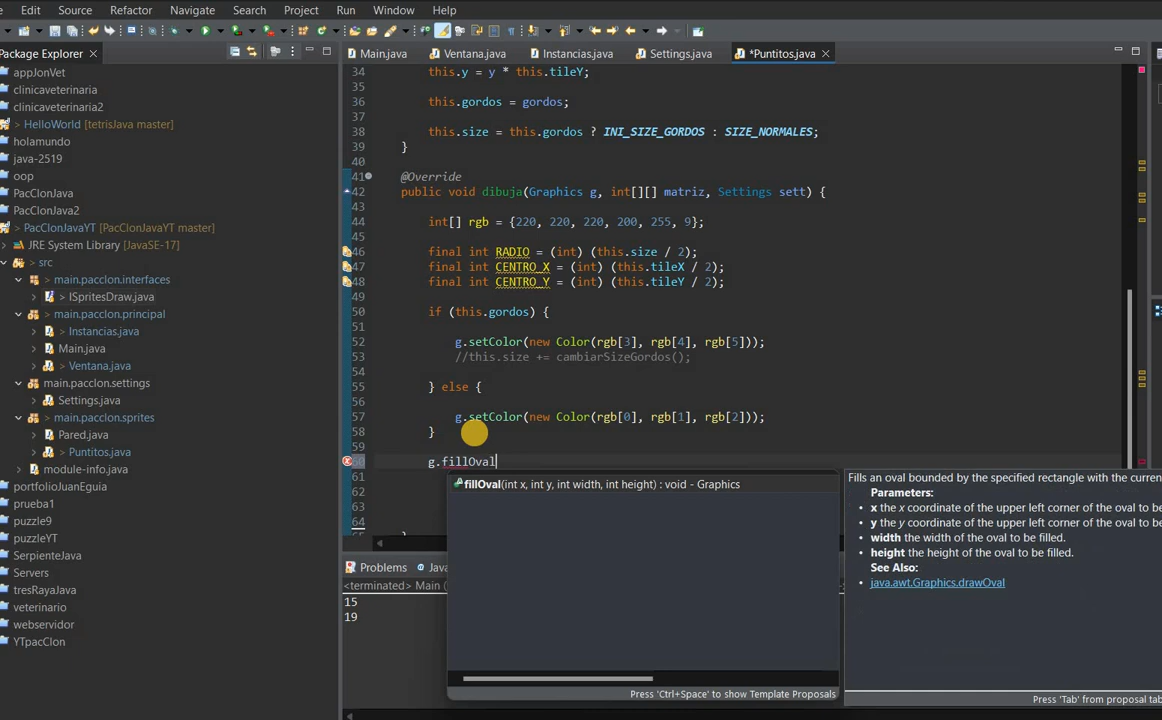 Edit Source Refactor Navigate Search Project Run Window Help
Package Explorer
Main.java Ventana.java Instancias.java Settings.java *Puntitos.java
appJonVet
clinicaveterinaria
clinicaveterinaria2
> HelloWorld [tetrisJava master]
holamundo
java-2519
oop
PacClonJava
PacClonJava2
> PacClonJavaYT [PacClonJavaYT master]
JRE System Library [JavaSE-17]
> src
> main.pacclon.interfaces
> ISpritesDraw.java
> main.pacclon.principal
> Instancias.java
Main.java
> Ventana.java
main.pacclon.settings
Settings.java
> main.pacclon.sprites
Pared.java
> Puntitos.java
module-info.java
portfolioJuanEguia
prueba1
puzzle9
puzzleYT
SerpienteJava
Servers
tresRayaJava
veterinario
webservidor
YTpacClon
34 this.y = y * this.tileY;
35
36 this.gordos = gordos;
37
38 this.size = this.gordos ? INI_SIZE_GORDOS : SIZE_NORMALES;
39 }
40
41 @Override
42 public void dibuja(Graphics g, int[][] matriz, Settings sett) {
43
44 int[] rgb = {220, 220, 220, 200, 255, 9};
45
46 final int RADIO = (int) (this.size / 2);
47 final int CENTRO_X = (int) (this.tileX / 2);
48 final int CENTRO_Y = (int) (this.tileY / 2);
49
50 if (this.gordos) {
51
52 g.setColor(new Color(rgb[3], rgb[4], rgb[5]));
53 //this.size += cambiarSizeGordos();
54
55 } else {
56
57 g.setColor(new Color(rgb[0], rgb[1], rgb[2]));
58 }
59
60 g.fillOval
61
62
63
64
65 }
fillOval(int x, int y, int width, int height) : void - Graphics
Press 'Ctrl+Space' to show Template Proposals
Fills an oval bounded by the specified rectangle with the current
Parameters:
x the x coordinate of the upper left corner of the oval to be
y the y coordinate of the upper left corner of the oval to be
width the width of the oval to be filled.
height the height of the oval to be filled.
See Also:
java.awt.Graphics.drawOval
Press 'Tab' from proposal tab
Problems Java
<terminated> Main (
15
19